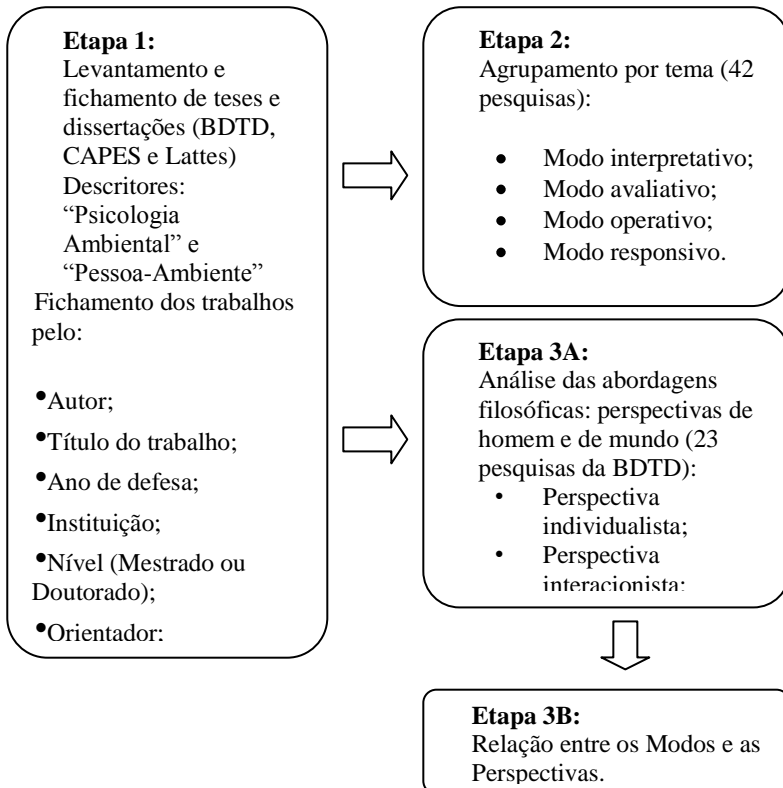 Etapa 1:
Levantamento e
fichamento de teses e
dissertações (BDTD,
CAPES e Lattes)
Descritores:
“Psicologia
Ambiental” e
“Pessoa-Ambiente”
Fichamento dos trabalhos
pelo:
•Autor;
•Título do trabalho;
•Ano de defesa;
•Instituição;
•Nível (Mestrado ou
Doutorado);
•Orientador;
Etapa 2:
Agrupamento por tema (42
pesquisas):
• Modo interpretativo;
• Modo avaliativo;
• Modo operativo;
• Modo responsivo.
Etapa 3A:
Análise das abordagens
filosóficas: perspectivas de
homem e de mundo (23
pesquisas da BDTD):
• Perspectiva
individualista;
• Perspectiva
interacionista;
Etapa 3B:
Relação entre os Modos e as
Perspectivas.